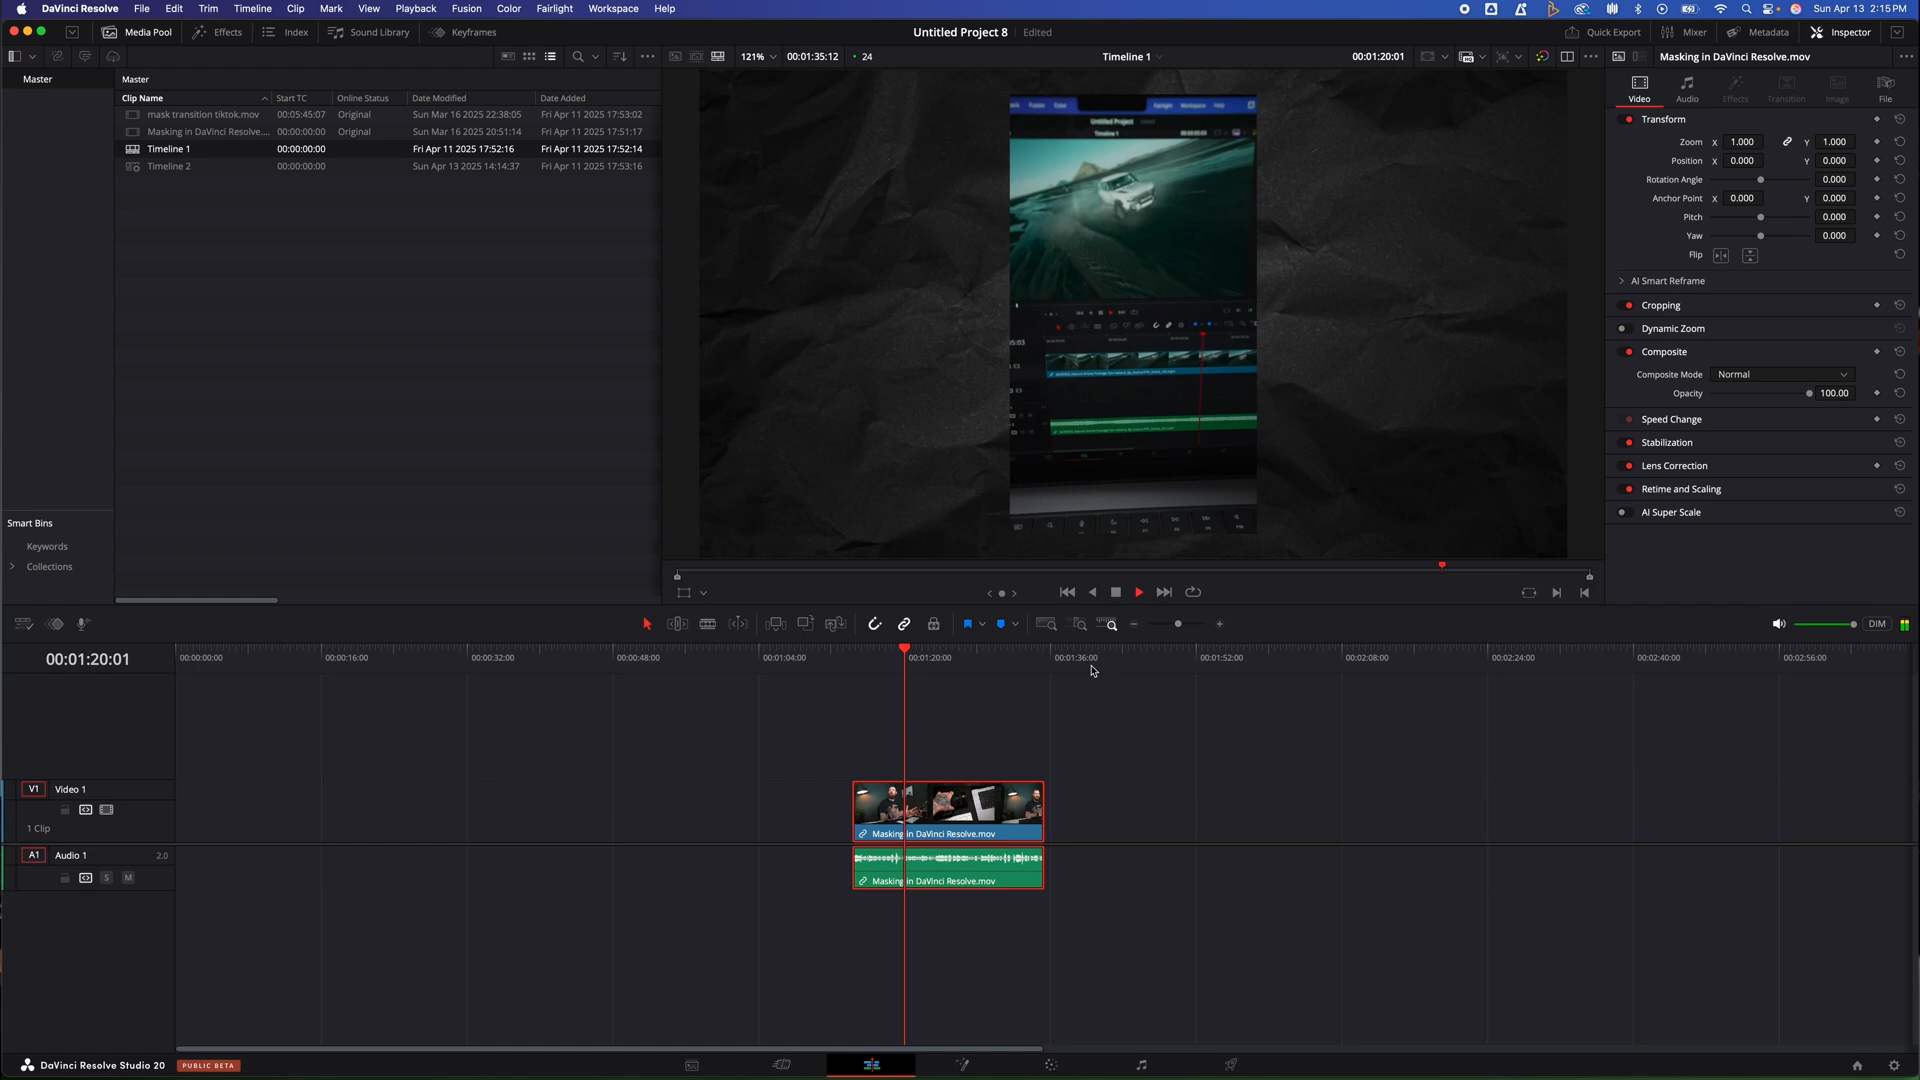 DaVinci Resolve File Edit Trim Timeline Clip Mark View Playback Fusion Color Fairlight Workspace Help Sun Apr 13 2:15 PM
Media Pool Effects Index Sound Library Keyframes Untitled Project 8 Edited Quick Export Mixer Metadata Inspector
121% 00:01:35:12 24 Timeline 1 00:01:20:01 Masking in DaVinci Resolve.mov
Master Master
Video Audio Effects Transition Image File
Clip Name Start TC Online Status Date Modified Date Added
mask transition tiktok.mov 00:05:45:07 Original Sun Mar 16 2025 22:38:05 Fri Apr 11 2025 17:53:02
Masking in DaVinci Resolve.... 00:00:00:00 Original Sun Mar 16 2025 20:51:14 Fri Apr 11 2025 17:51:17
Timeline 1 00:00:00:00 Fri Apr 11 2025 17:52:16 Fri Apr 11 2025 17:52:14
Timeline 2 00:00:00:00 Sun Apr 13 2025 14:14:37 Fri Apr 11 2025 17:53:16
Untitled Project
Timeline 1
Transform
Zoom X 1.000 Y 1.000
Position X 0.000 Y 0.000
Rotation Angle 0.000
Anchor Point X 0.000 Y 0.000
Pitch 0.000
Yaw 0.000
Flip
AI Smart Reframe
Cropping
Dynamic Zoom
Composite
Composite Mode Normal
Opacity 100.00
Speed Change
Stabilization
Lens Correction
Retime and Scaling
AI Super Scale
Smart Bins
Keywords
Collections
DIM
00:01:20:01 00:00:00:00 00:00:16:00 00:00:32:00 00:00:48:00 00:01:04:00 00:01:20:00 00:01:36:00 00:01:52:00 00:02:08:00 00:02:24:00 00:02:40:00 00:02:56:00
V1 Video 1
1 Clip
Masking in DaVinci Resolve.mov
A1 Audio 1 2.0
S M
Masking in DaVinci Resolve.mov
DaVinci Resolve Studio 20 PUBLIC BETA